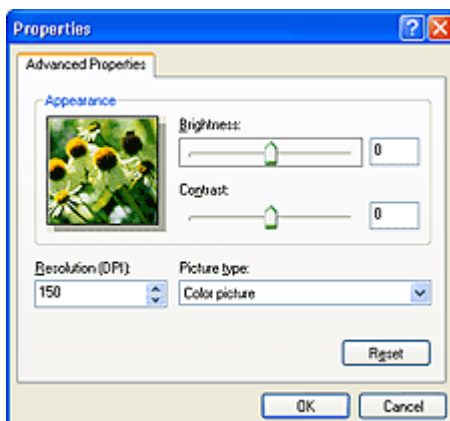 Properties
Advanced Properties
Appearance
Brightness:
0
Contrast:
0
Resolution (DPI):
150
Picture type:
Color picture
Reset
OK
Cancel